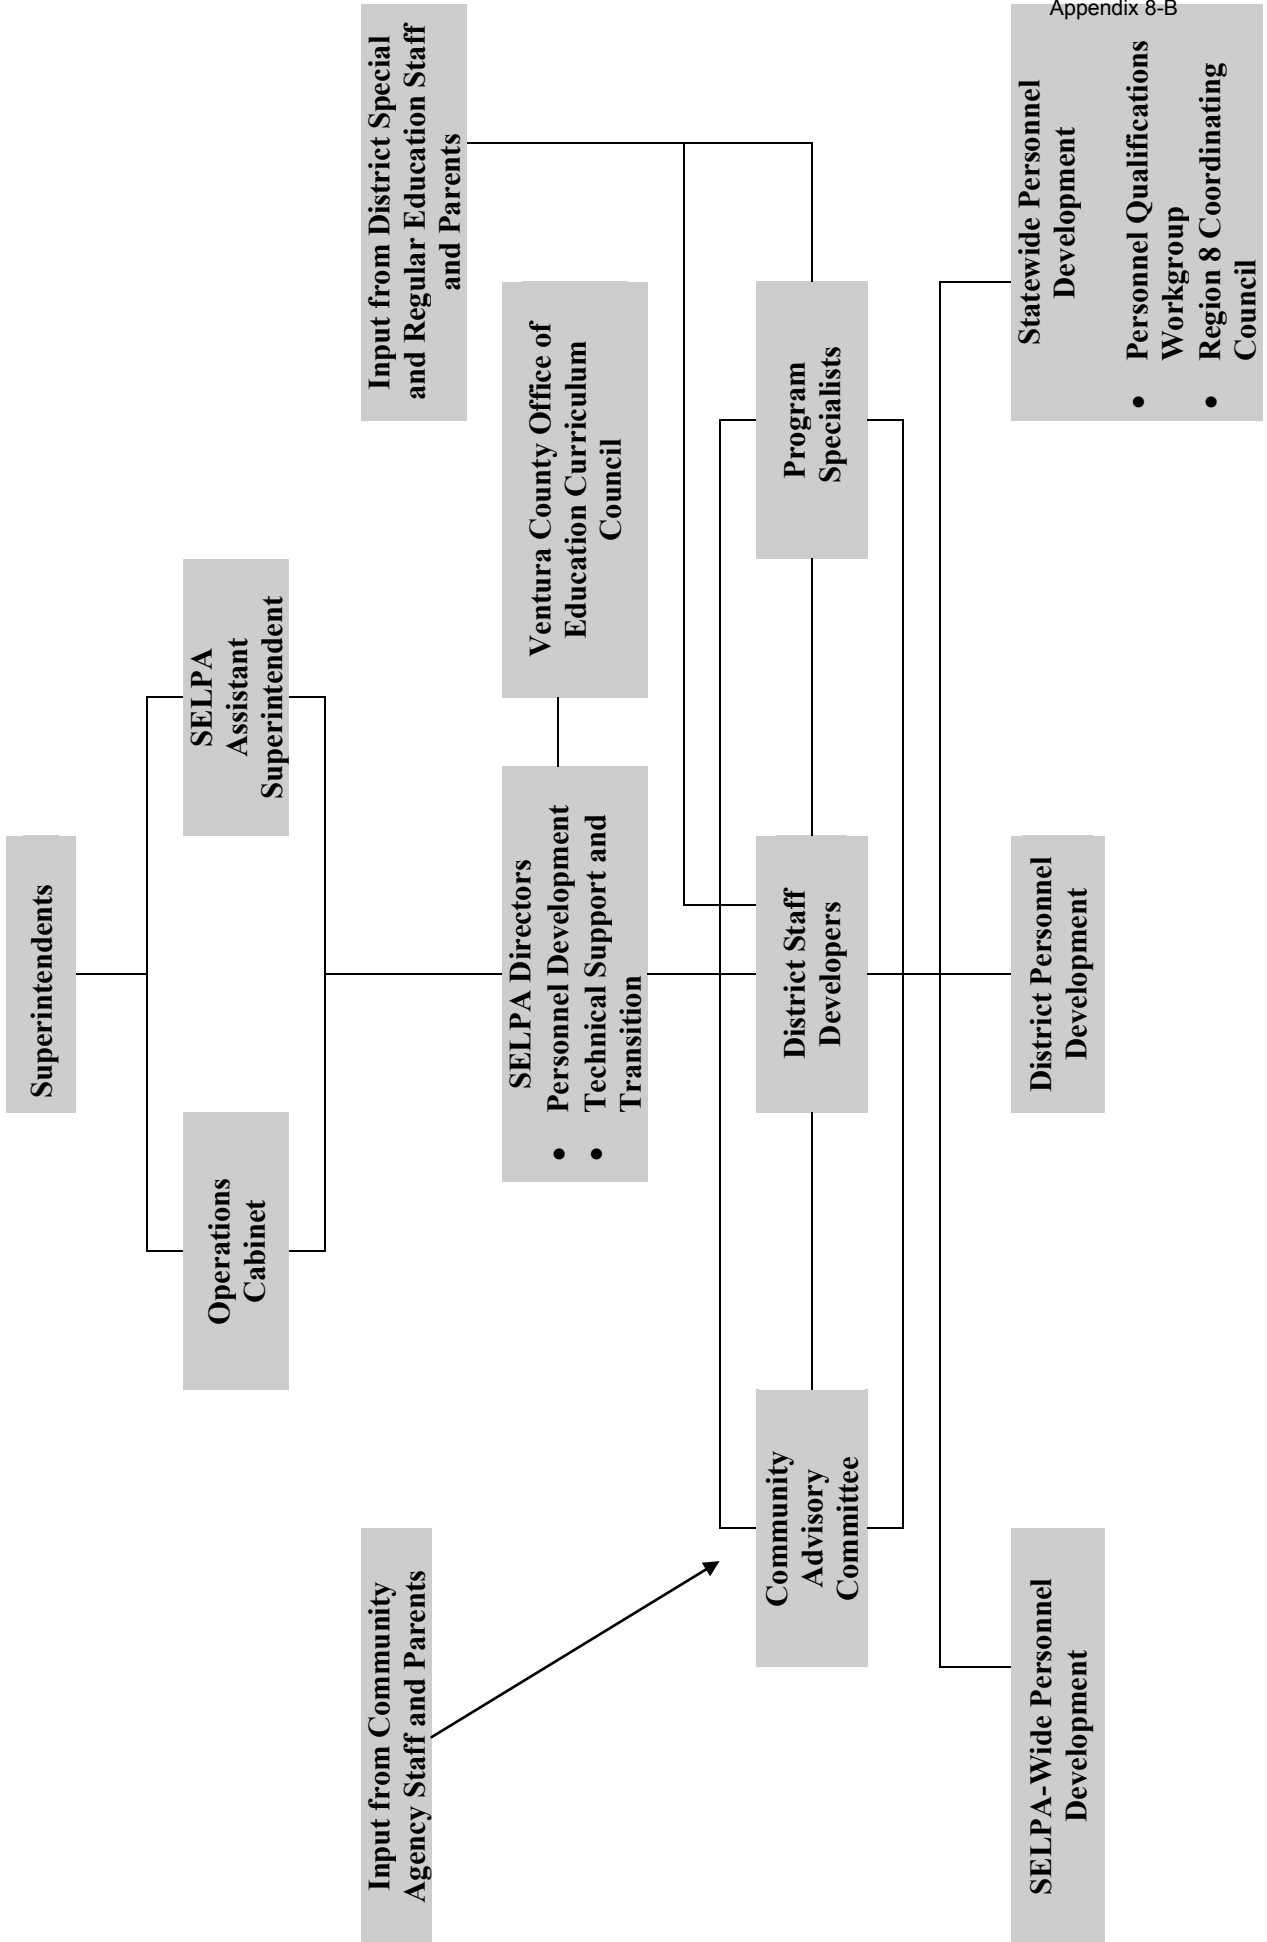 Appendix 8-B
Superintendents
Operations
Cabinet
SELPA
Assistant
Superintendent
Input from Community
Agency Staff and Parents
Input from District Special
and Regular Education Staff
and Parents
SELPA Directors
• Personnel Development
• Technical Support and
Transition
Ventura County Office of
Education Curriculum
Council
Community
Advisory
Committee
District Staff
Developers
Program
Specialists
SELPA-Wide Personnel
Development
District Personnel
Development
Statewide Personnel
Development
• Personnel Qualifications
Workgroup
• Region 8 Coordinating
Council